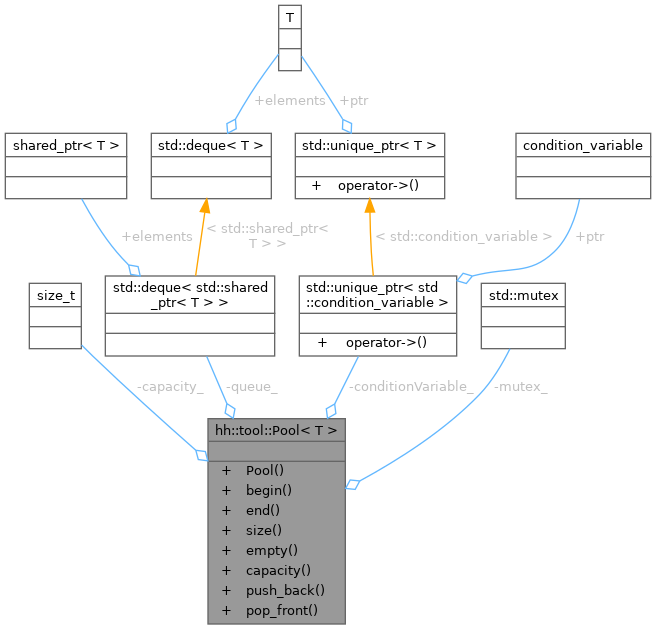 T
+elements
+ptr
shared_ptr< T >
std::deque< T >
std::unique_ptr< T >
+ operator->()
condition_variable
+elements
< std::shared_ptr<
T > >
< std::condition_variable >
+ptr
size_t
std::deque< std::shared
_ptr< T > >
std::unique_ptr< std
::condition_variable >
+ operator->()
std::mutex
-capacity_
-queue_
-conditionVariable_
-mutex_
hh::tool::Pool< T >
+ Pool()
+ begin()
+ end()
+ size()
+ empty()
+ capacity()
+ push_back()
+ pop_front()